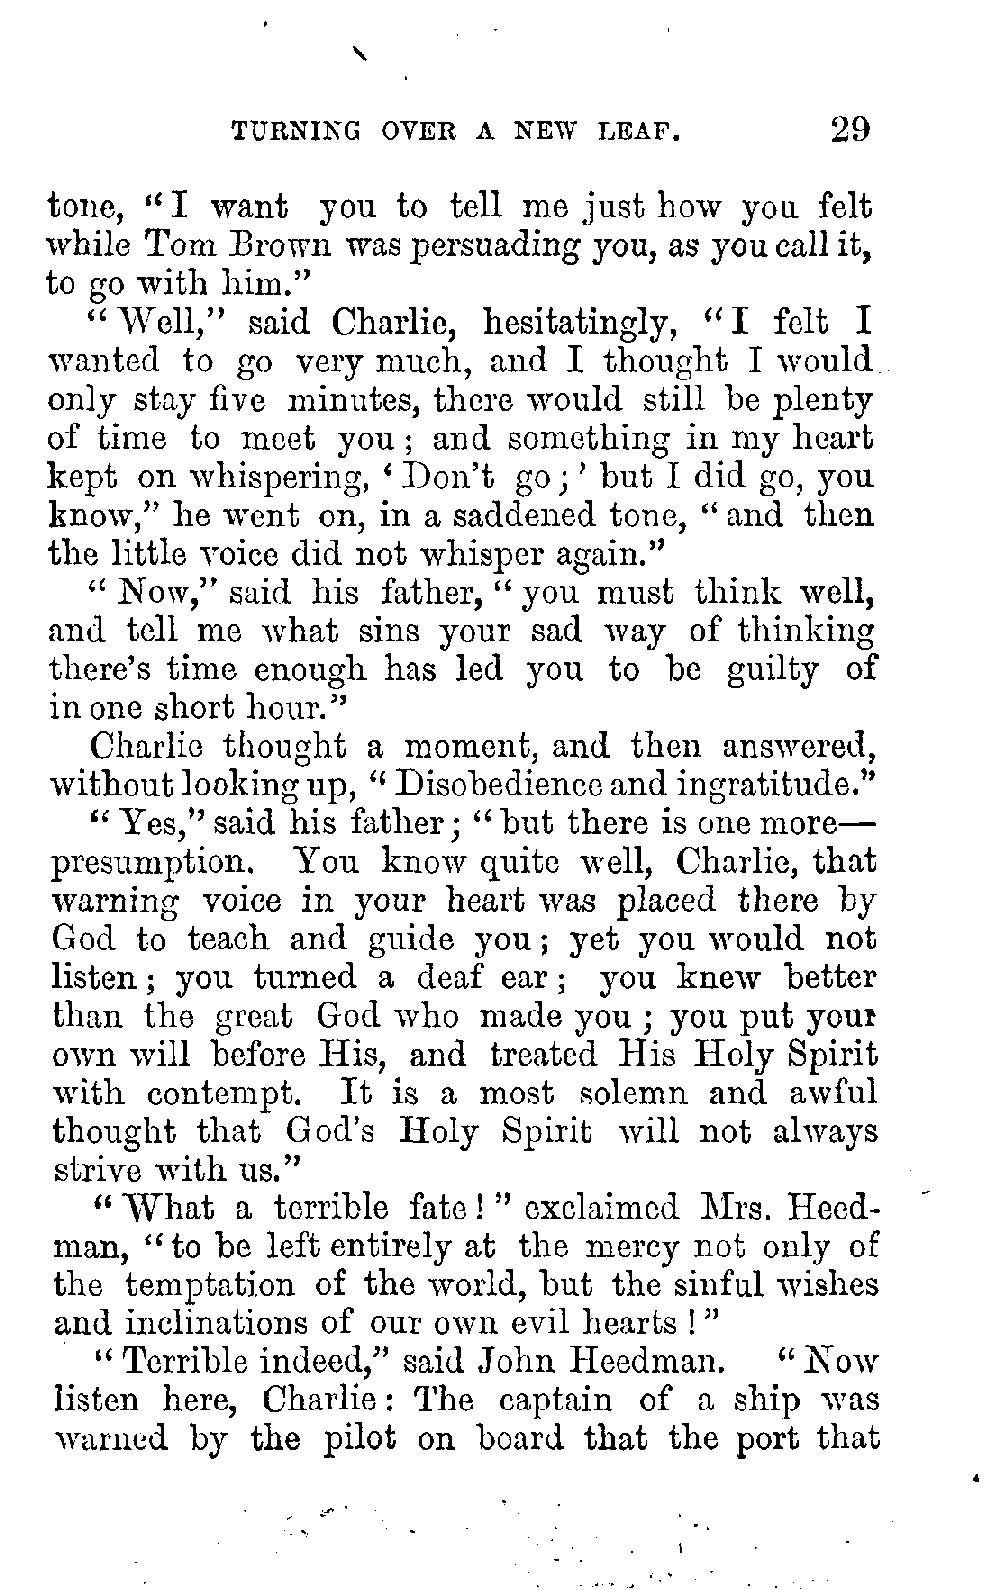 TURNING OVER A NEW LEAF. 29
tone, “I want you to tell me just how you felt
while Tom Brown was persuading you, as you call it,
to go with him.”
“Well,” said Charlie, hesitatingly, “I felt I
wanted to go very much, and I thought I would
only stay five minutes, there would still be plenty
of time to meet you; and something in my heart
kept on whispering, ‘Don't go;’ but I did go, you
know,” he went on, in a saddened tone, “and then
the little voice did not whisper again.”
“Now,” said his father, “you must think well,
and tell me what sins your sad way of thinking
there's time enough has led you to be guilty of
in one short hour.”
Charlie thought a moment, and then answered,
without looking up, “Disobedience and ingratitude.”
“Yes,” said his father; “but there is one more—
presumption. You know quite well, Charlie, that
warning voice in your heart was placed there by
God to teach and guide you; yet you would not
listen; you turned a deaf ear; you knew better
than the great God who made you; you put your
own will before His, and treated His Holy Spirit
with contempt. It is a most solemn and awful
thought that God's Holy Spirit will not always
strive with us.”
“What a terrible fate!” exclaimed Mrs. Heed-
man, “to be left entirely at the mercy not only of
the temptation of the world, but the sinful wishes
and inclinations of our own evil hearts!”
“Terrible indeed,” said John Heedman. “Now
listen here, Charlie: The captain of a ship was
warned by the pilot on board that the port that